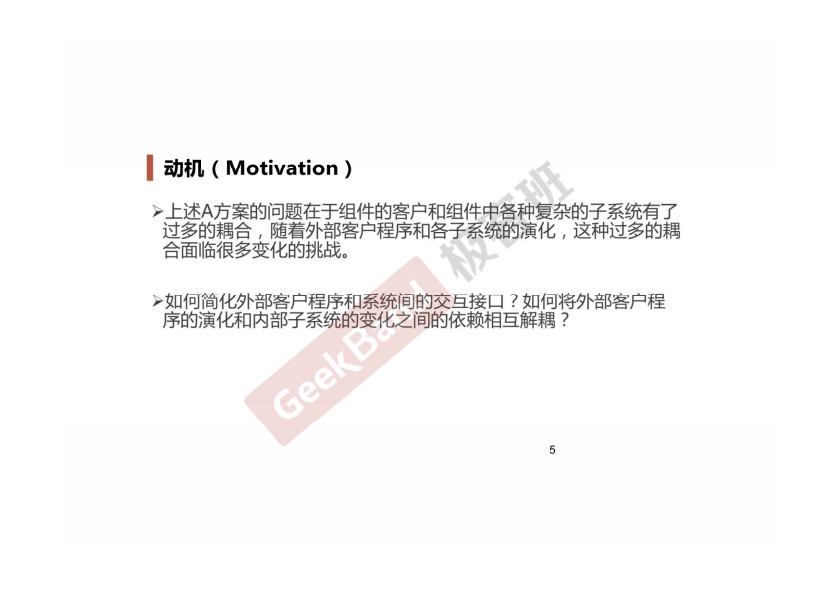 动机（Motivation）
➢上述A方案的问题在于组件的客户和组件中各种复杂的子系统有了
过多的耦合，随着外部客户程序和各子系统的演化，这种过多的耦
合面临很多变化的挑战。
➢如何简化外部客户程序和系统间的交互接口？如何将外部客户程
序的演化和内部子系统的变化之间的依赖相互解耦？
GeekBand 极客班
5